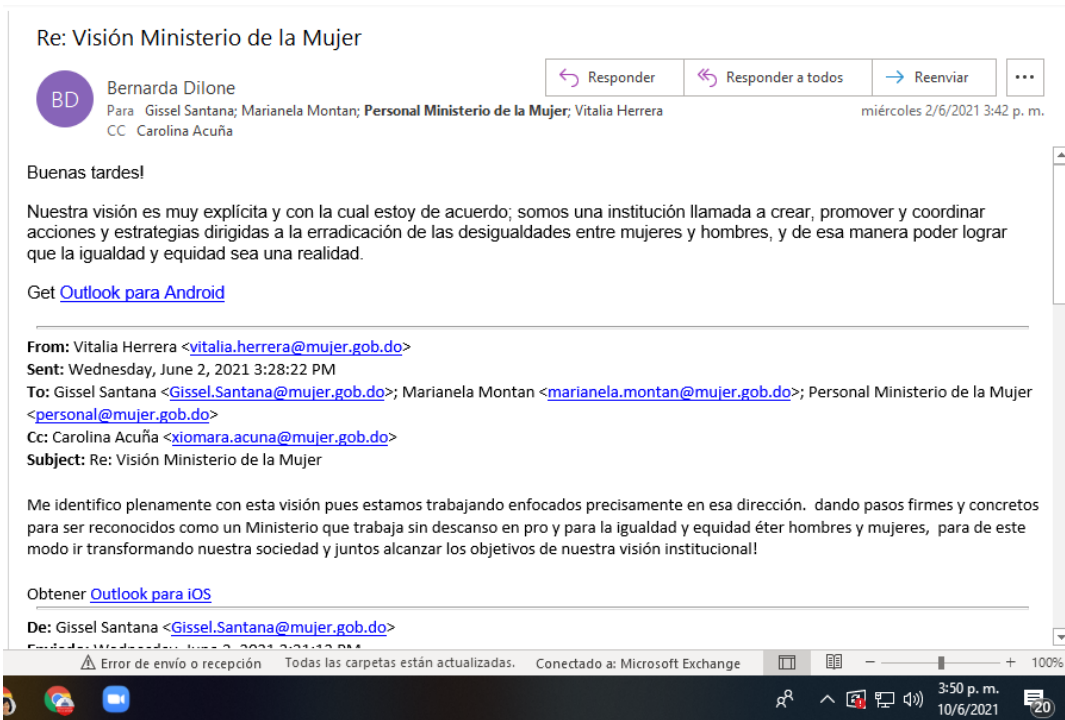 Re: Visión Ministerio de la Mujer
BD
Bernarda Dilone
Responder
Responder a todos
Reenviar
Para Gissel Santana; Marianela Montan; Personal Ministerio de la Mujer; Vitalia Herrera
miércoles 2/6/2021 3:42 p. m.
CC Carolina Acuña
Buenas tardes!
Nuestra visión es muy explícita y con la cual estoy de acuerdo; somos una institución llamada a crear, promover y coordinar
acciones y estrategias dirigidas a la erradicación de las desigualdades entre mujeres y hombres, y de esa manera poder lograr
que la igualdad y equidad sea una realidad.
Get Outlook para Android
From: Vitalia Herrera <vitalia.herrera@mujer.gob.do>
Sent: Wednesday, June 2, 2021 3:28:22 PM
To: Gissel Santana <Gissel.Santana@mujer.gob.do>; Marianela Montan <marianela.montan@mujer.gob.do>; Personal Ministerio de la Mujer
<personal@mujer.gob.do>
Cc: Carolina Acuña <xiomara.acuna@mujer.gob.do>
Subject: Re: Visión Ministerio de la Mujer
Me identifico plenamente con esta visión pues estamos trabajando enfocados precisamente en esa dirección. dando pasos firmes y concretos
para ser reconocidos como un Ministerio que trabaja sin descanso en pro y para la igualdad y equidad éter hombres y mujeres, para de este
modo ir transformando nuestra sociedad y juntos alcanzar los objetivos de nuestra visión institucional!
Obtener Outlook para iOS
De: Gissel Santana <Gissel.Santana@mujer.gob.do>
Error de envío o recepción
Todas las carpetas están actualizadas.
Conectado a: Microsoft Exchange
100%
3:50 p. m.
10/6/2021
20